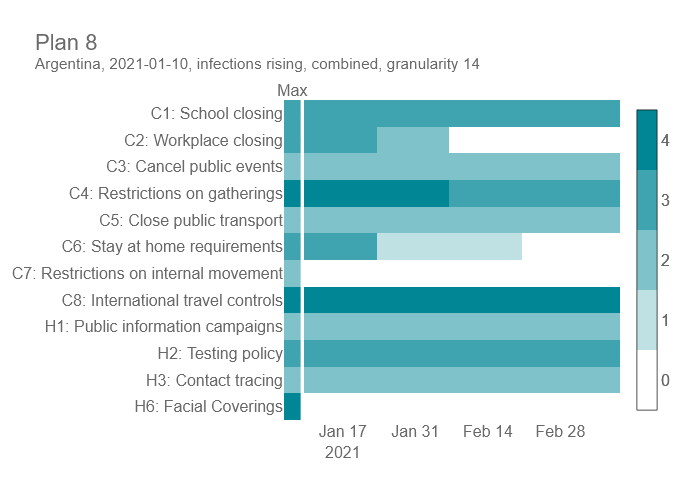 Plan 8
Argentina, 2021-01-10, infections rising, combined, granularity 14
Max
C1: School closing
C2: Workplace closing
C3: Cancel public events
C4: Restrictions on gatherings
C5: Close public transport
C6: Stay at home requirements
C7: Restrictions on internal movement
C8: International travel controls
H1: Public information campaigns
H2: Testing policy
H3: Contact tracing
H6: Facial Coverings
Jan 17 Jan 31 Feb 14 Feb 28
2021
4
3
2
1
0